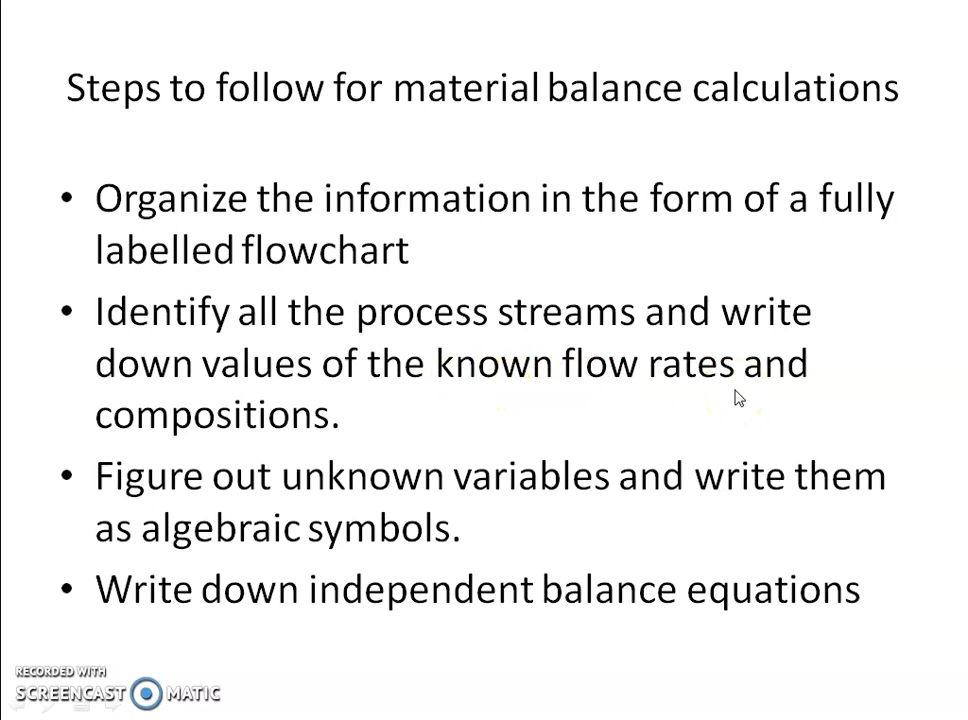 Steps to follow for material balance calculations
• Organize the information in the form of a fully
labelled flowchart
• Identify all the process streams and write
down values of the known flow rates and
compositions.
• Figure out unknown variables and write them
as algebraic symbols.
• Write down independent balance equations
RECORDED WITH
SCREENCAST MATIC